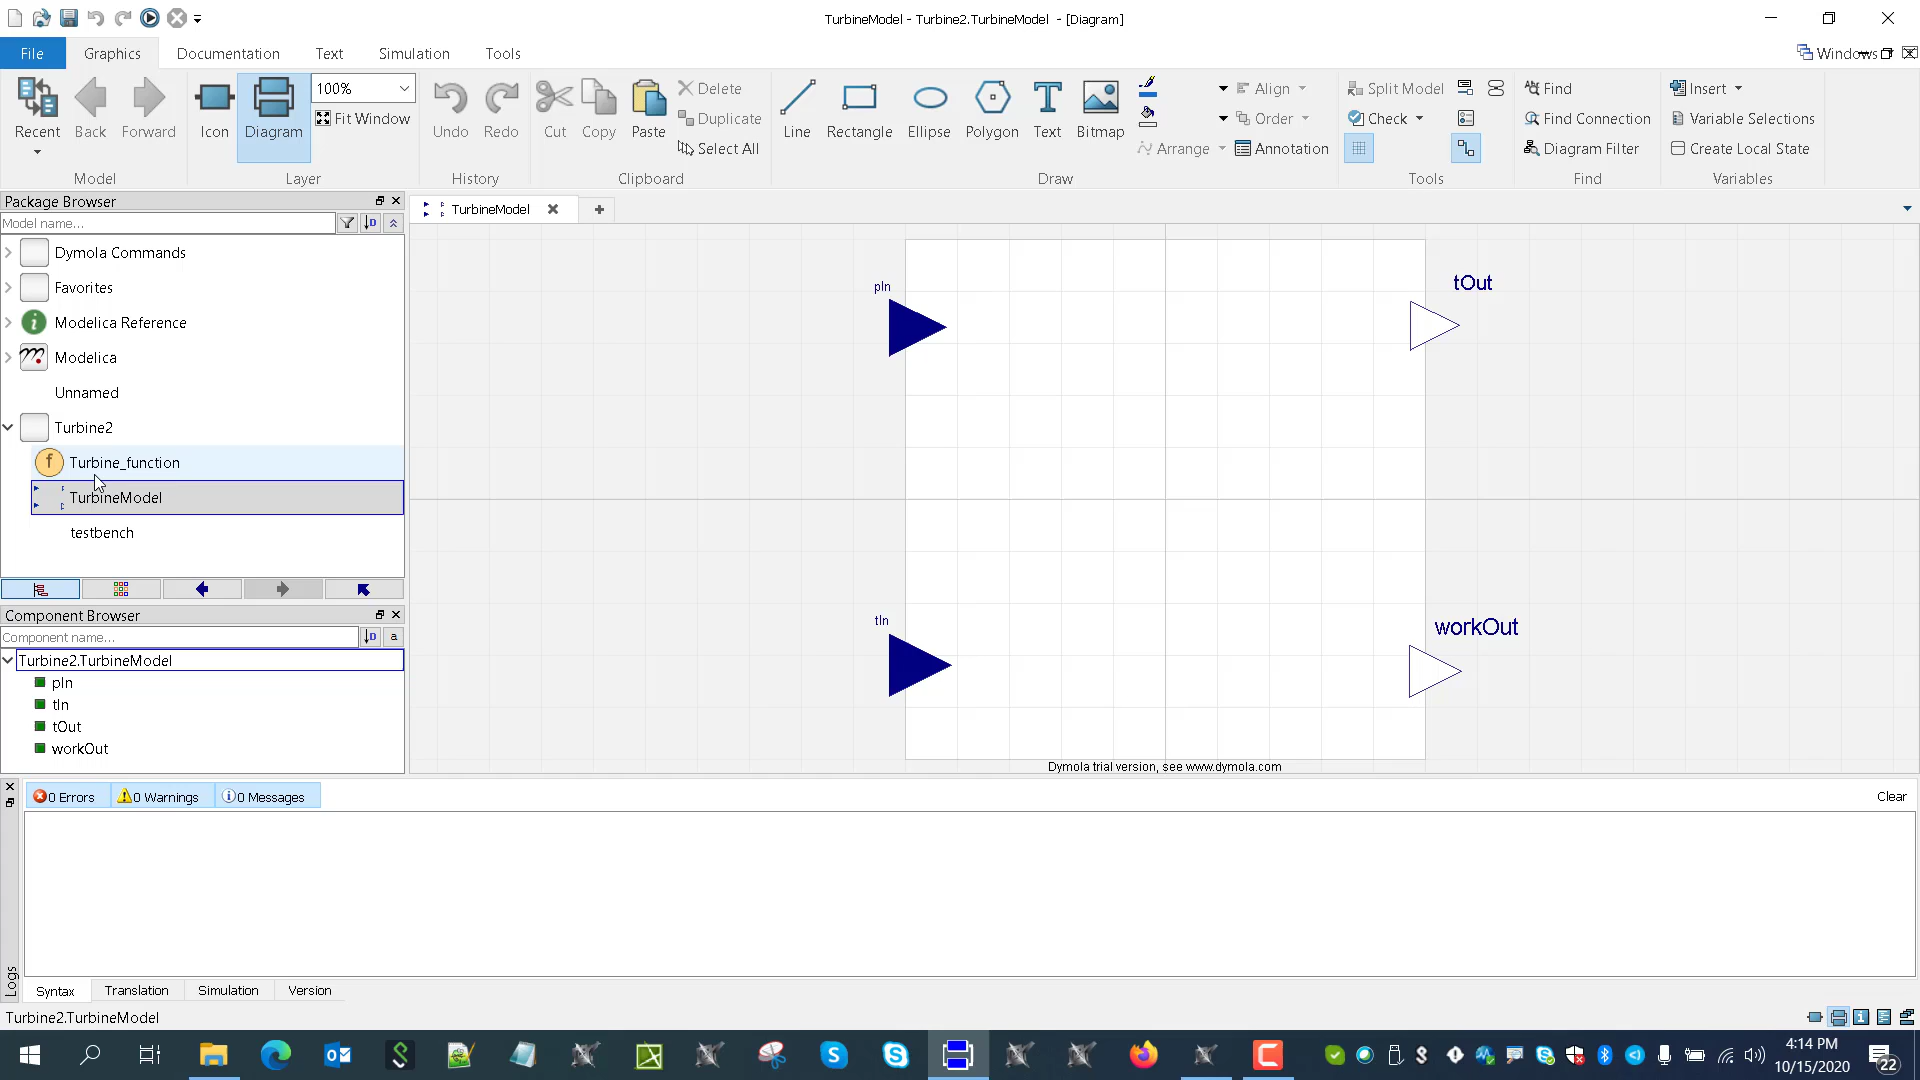 TurbineModel - Turbine2.TurbineModel - [Diagram]
File Graphics Documentation Text Simulation Tools Windows
Recent Back Forward
Model
Icon Diagram 100% Fit Window
Layer
Undo Redo
History
Cut Copy Paste Delete Duplicate Select All
Clipboard
Line Rectangle Ellipse Polygon Text Bitmap Arrange Align Order Annotation
Draw
Split Model Check
Tools
Find Find Connection Diagram Filter
Find
Insert Variable Selections Create Local State
Variables
Package Browser
Model name...
Dymola Commands
Favorites
i Modelica Reference
m Modelica
Unnamed
Turbine2
f Turbine_function
TurbineModel
testbench
Component Browser
Component name... a
Turbine2.TurbineModel
pIn
tIn
tOut
workOut
TurbineModel
pIn
tOut
tIn
workOut
Dymola trial version, see www.dymola.com
0 Errors 0 Warnings 0 Messages Clear
Logs
Syntax Translation Simulation Version
Turbine2.TurbineModel
4:14 PM
10/15/2020
22